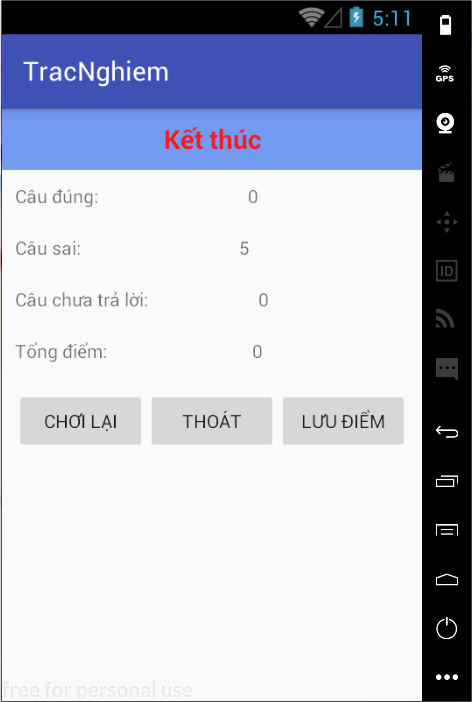 5:11
TracNghiem
GPS
Kết thúc
Câu đúng: 0
ID
Câu sai: 5
Câu chưa trả lời: 0
Tổng điểm: 0
CHƠI LẠI THOÁT LƯU ĐIỂM
free for personal use